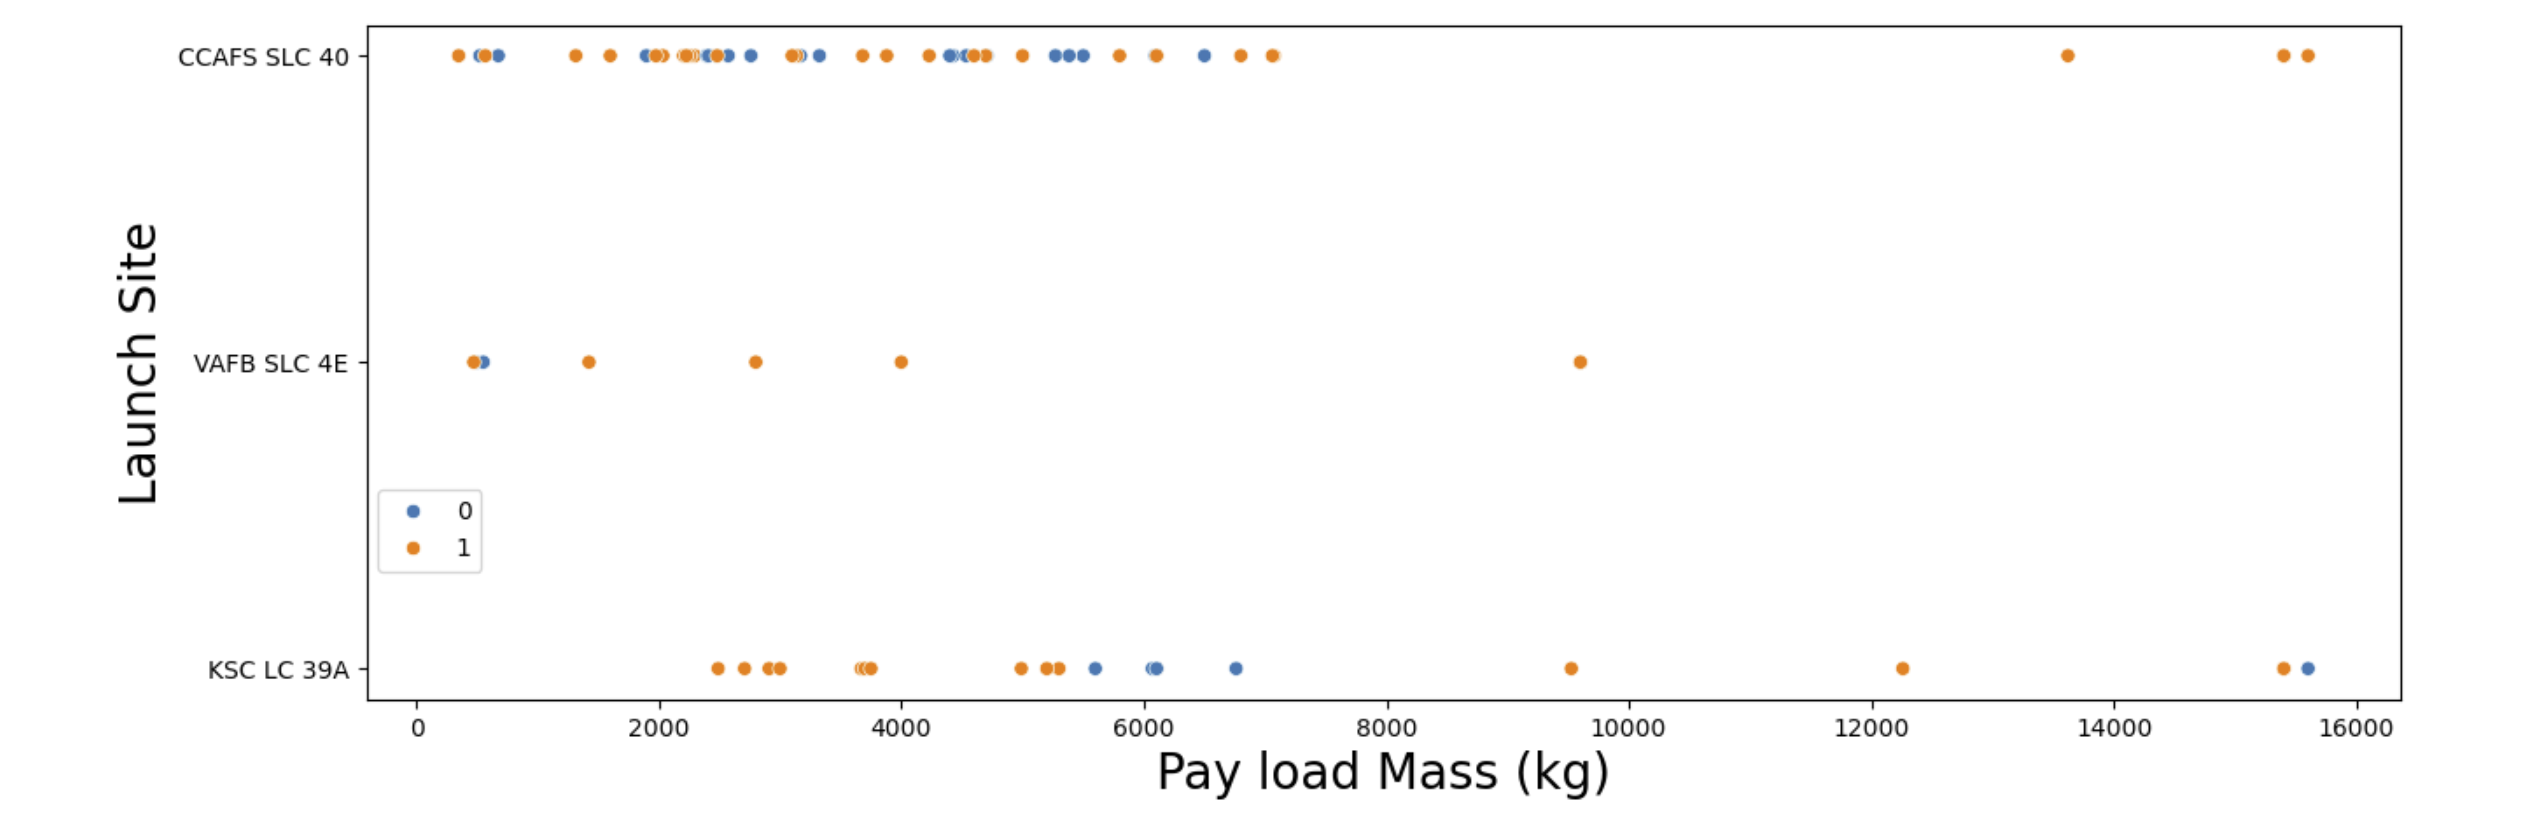 Launch Site
CCAFS SLC 40
VAFB SLC 4E
KSC LC 39A
0
1
0 2000 4000 6000 8000 10000 12000 14000 16000
Pay load Mass (kg)